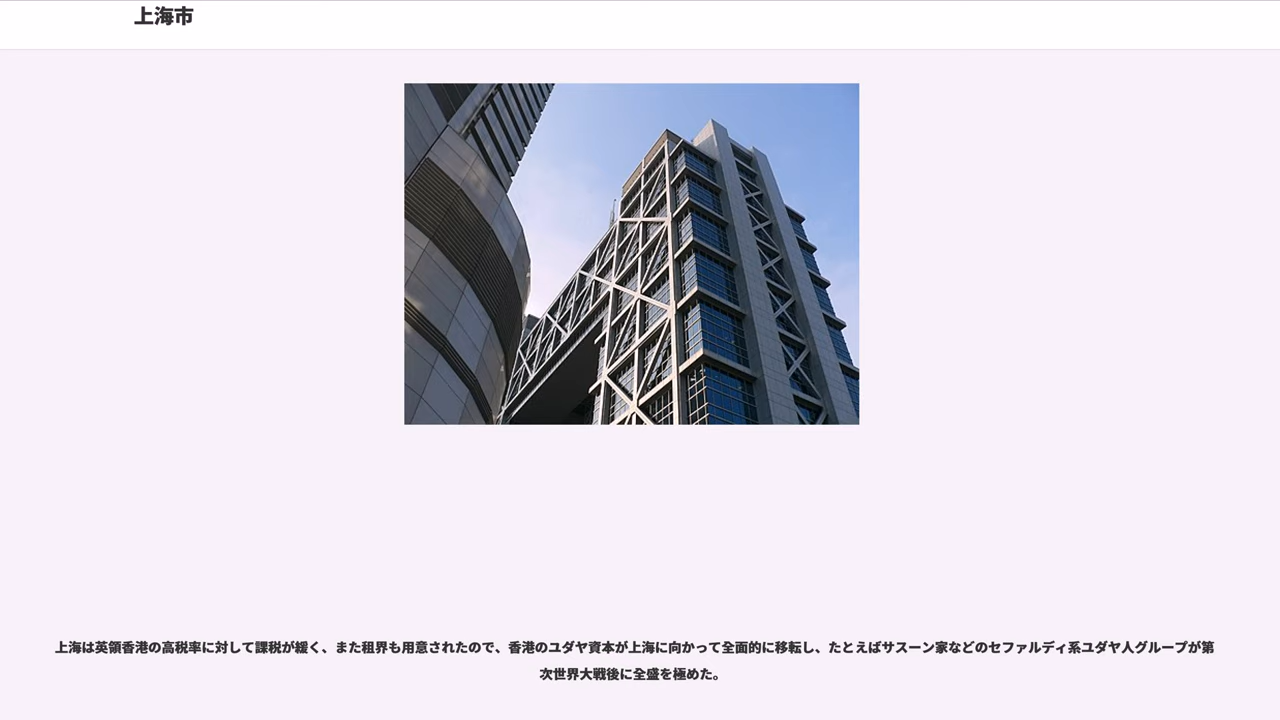 上海市
上海は英領香港の高税率に対して課税が緩く、また租界も用意されたので、香港のユダヤ資本が上海に向かって全面的に移転し、たとえばサスーン家などのセファルディ系ユダヤ人グループが第
次世界大戦後に全盛を極めた。